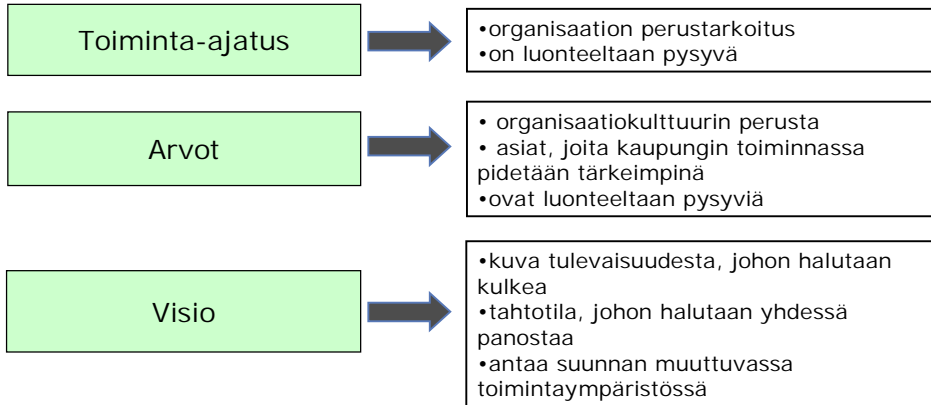 Toiminta-ajatus
•organisaation perustarkoitus
•on luonteeltaan pysyvä
Arvot
• organisaatiokulttuurin perusta
• asiat, joita kaupungin toiminnassa
pidetään tärkeimpinä
•ovat luonteeltaan pysyviä
Visio
•kuva tulevaisuudesta, johon halutaan
kulkea
•tahtotila, johon halutaan yhdessä
panostaa
•antaa suunnan muuttuvassa
toimintaympäristössä